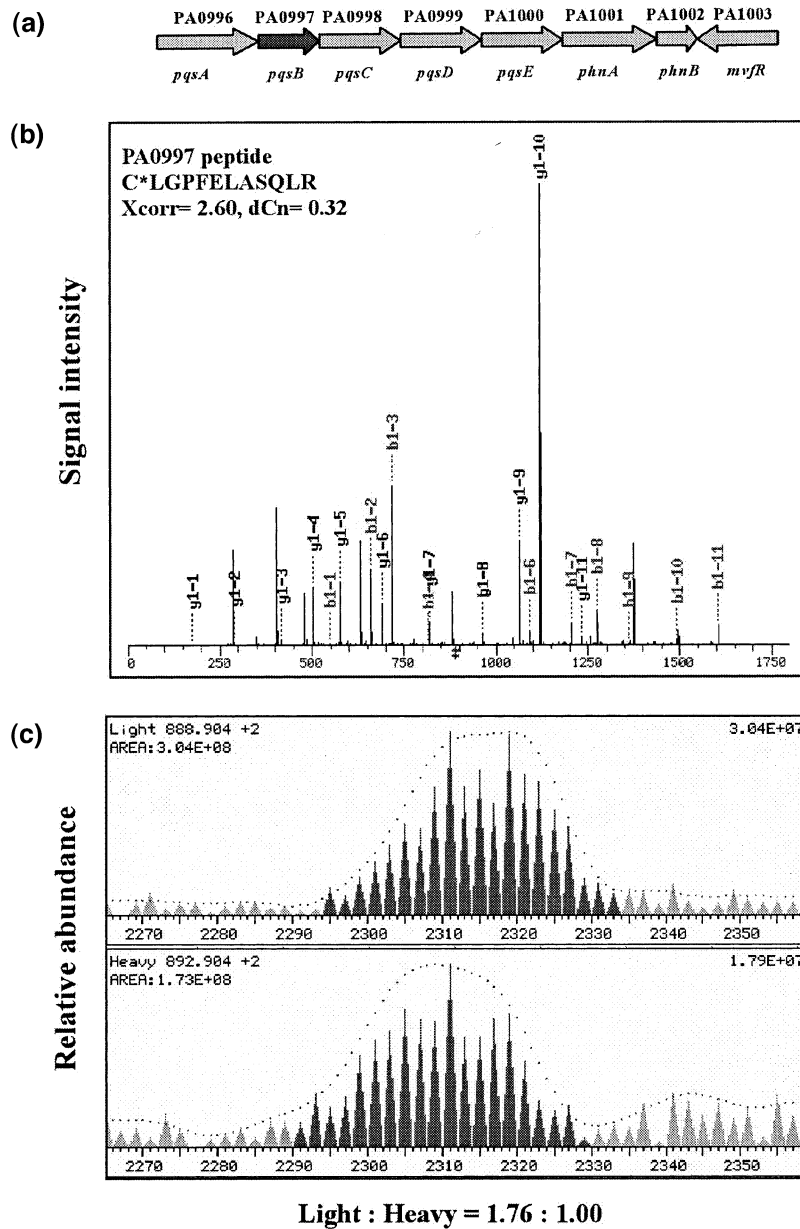 (a)
PA0996 PA0997 PA0998 PA0999 PA1000 PA1001 PA1002 PA1003
pqsA pqsB pqsC pqsD pqsE phnA phnB mvfR
(b)
PA0997 peptide
C*LGPFELASQLR
Xcorr= 2.60, dCn= 0.32
Signal intensity
y1-10
b1-3
y1-9
y1-4
y1-5
b1-2
y1-6
y1-7
b1-7
b1-8
b1-11
y1-1
y1-2
y1-3
b1-1
y1-8
b1-6
y1-11
b1-9
b1-10
0 250 500 750 1000 1250 1500 1750
(c)
Relative abundance
Light 888.904 +2 3.04E+07
AREA:3.04E+08
2270 2280 2290 2300 2310 2320 2330 2340 2350
Heavy 892.904 +2 1.79E+07
AREA:1.73E+08
2270 2280 2290 2300 2310 2320 2330 2340 2350
Light : Heavy = 1.76 : 1.00